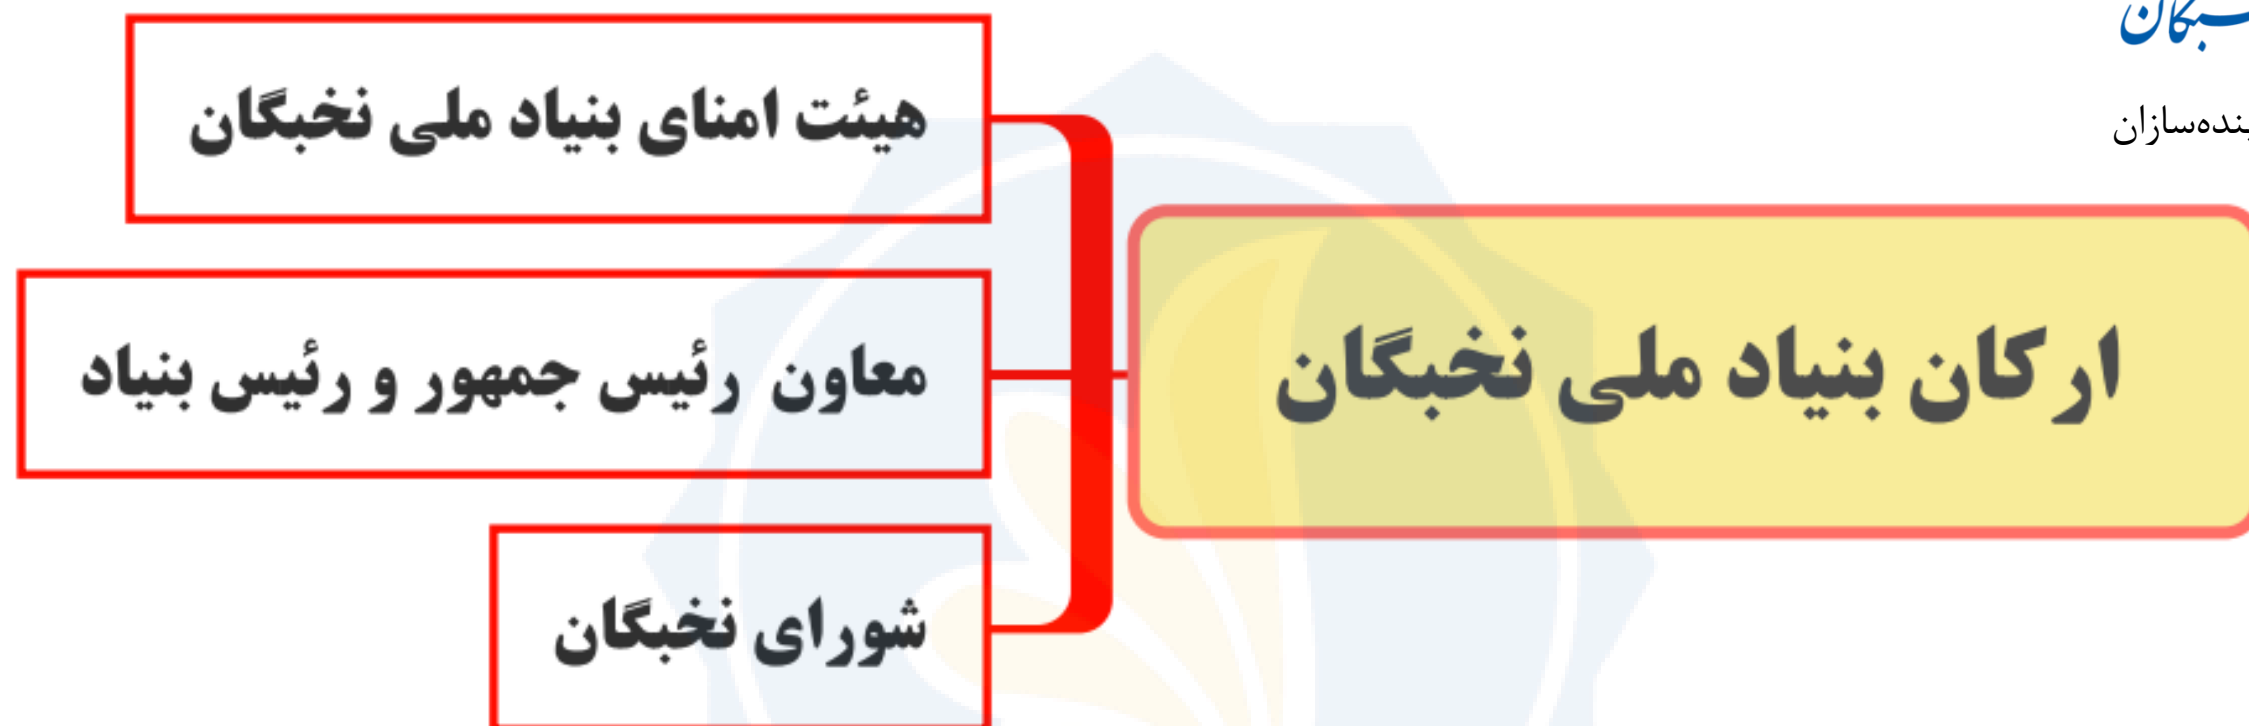 ارکان بنیاد ملی نخبگان
هیئت امنای بنیاد ملی نخبگان
معاون رئیس جمهور و رئیس بنیاد
شورای نخبگان